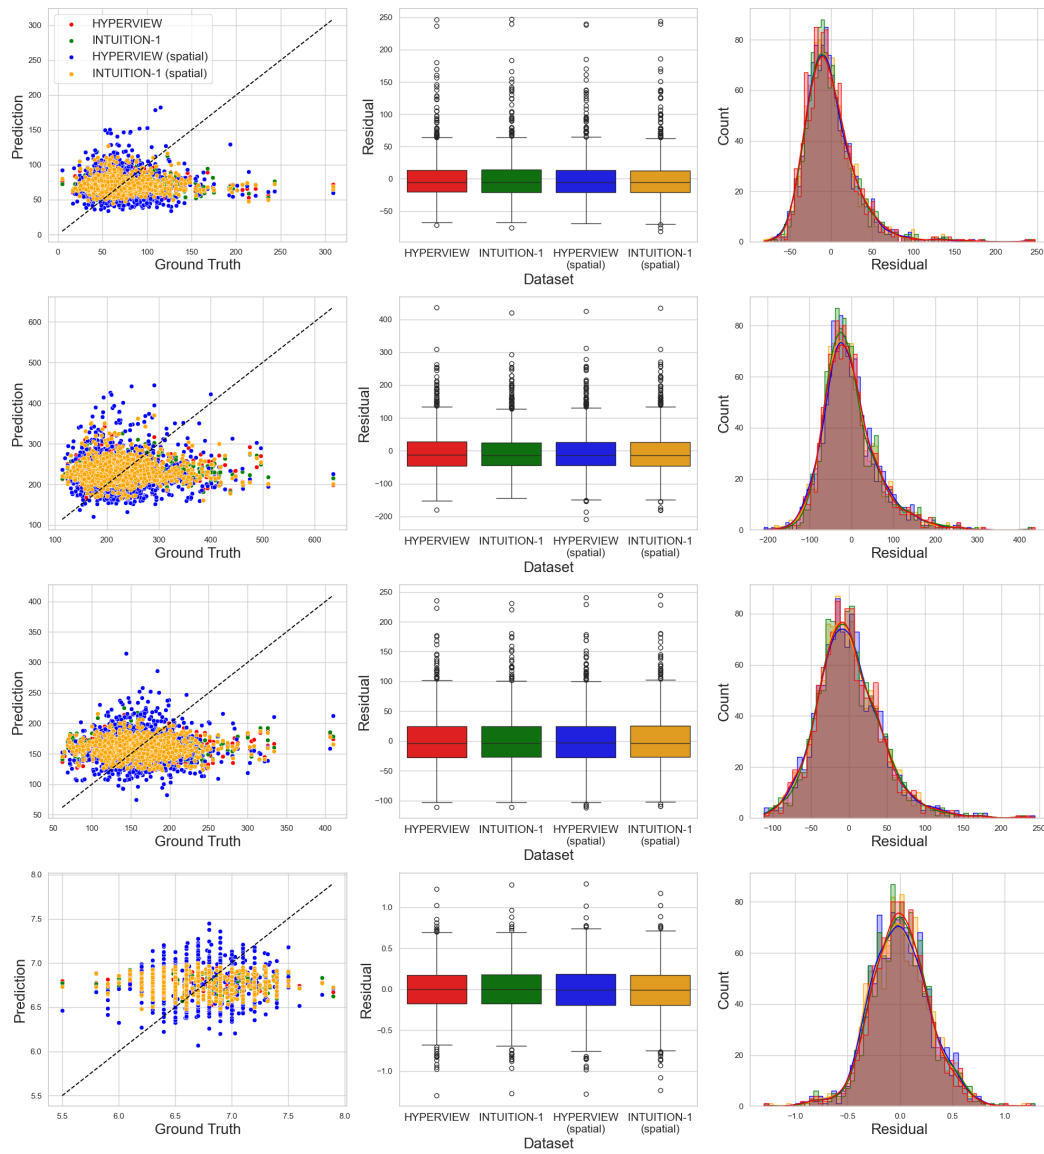 HYPERVIEW
INTUITION-1
HYPERVIEW (spatial)
INTUITION-1 (spatial)
300
250
200
150
100
50
0
Prediction
0 50 100 150 200 250 300
Ground Truth
250
200
150
100
50
0
−50
Residual
HYPERVIEW INTUITION-1 HYPERVIEW INTUITION-1
(spatial) (spatial)
Dataset
80
60
40
20
0
Count
−50 0 50 100 150 200 250
Residual
600
500
400
300
200
100
Prediction
100 200 300 400 500 600
Ground Truth
400
300
200
100
0
−100
−200
Residual
HYPERVIEW INTUITION-1 HYPERVIEW INTUITION-1
(spatial) (spatial)
Dataset
80
60
40
20
0
Count
−200 −100 0 100 200 300 400
Residual
400
350
300
250
200
150
100
50
Prediction
50 100 150 200 250 300 350 400
Ground Truth
250
200
150
100
50
0
−50
−100
Residual
HYPERVIEW INTUITION-1 HYPERVIEW INTUITION-1
(spatial) (spatial)
Dataset
80
60
40
20
0
Count
−100 −50 0 50 100 150 200 250
Residual
8.0
7.5
7.0
6.5
6.0
5.5
Prediction
5.5 6.0 6.5 7.0 7.5 8.0
Ground Truth
1.0
0.5
0.0
−0.5
−1.0
Residual
HYPERVIEW INTUITION-1 HYPERVIEW INTUITION-1
(spatial) (spatial)
Dataset
80
60
40
20
0
Count
−1.0 −0.5 0.0 0.5 1.0
Residual